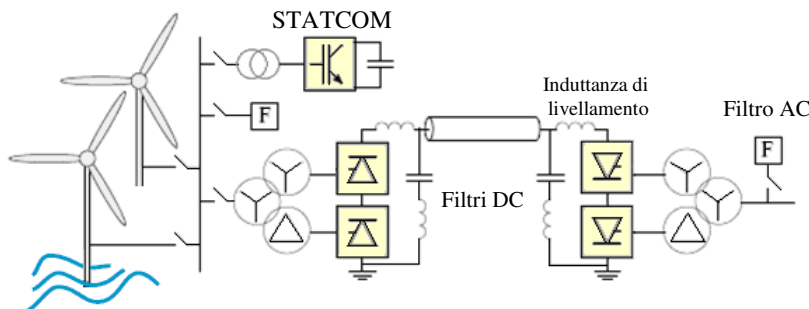 STATCOM
Induttanza di
livellamento
Filtro AC
F
F
Filtri DC